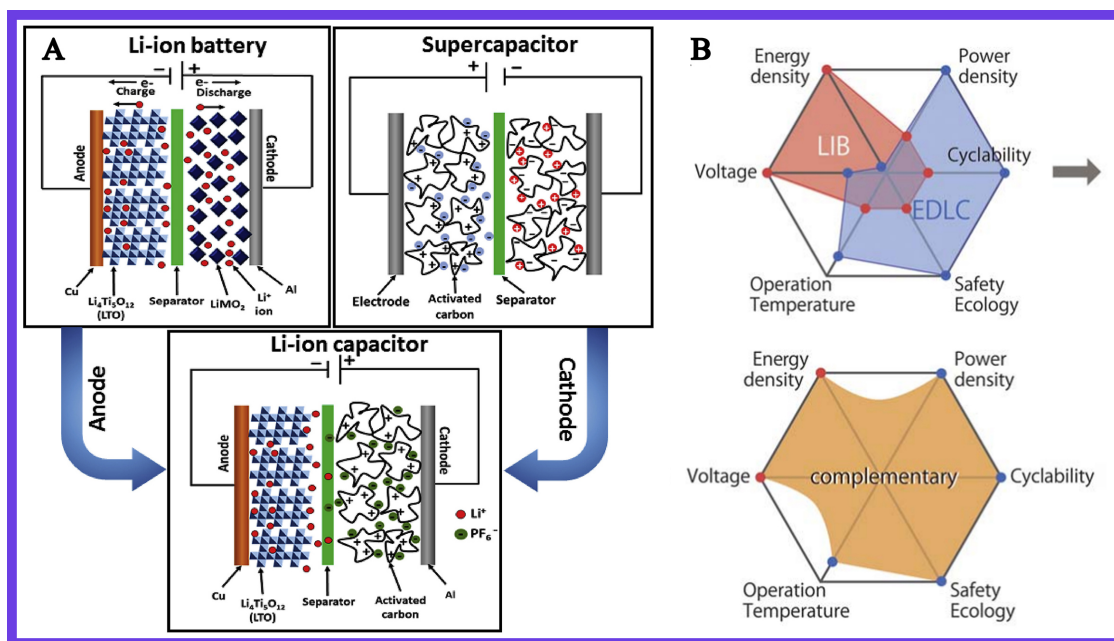 A
Li-ion battery
− +
e-
Charge
e-
Discharge
Anode
Cathode
Cu
Li₄Ti₅O₁₂
(LTO)
Separator
LiMO₂
Li⁺
ion
Al
Supercapacitor
+ −
Electrode
Activated
carbon
Separator
Anode
Cathode
Li-ion capacitor
− +
Anode
Cathode
Li⁺
PF₆⁻
Cu
Li₄Ti₅O₁₂
(LTO)
Separator
Activated
carbon
Al
B
Energy
density
Power
density
LIB
Voltage
Cyclability
EDLC
Operation
Temperature
Safety
Ecology
Energy
density
Power
density
Voltage
complementary
Cyclability
Operation
Temperature
Safety
Ecology